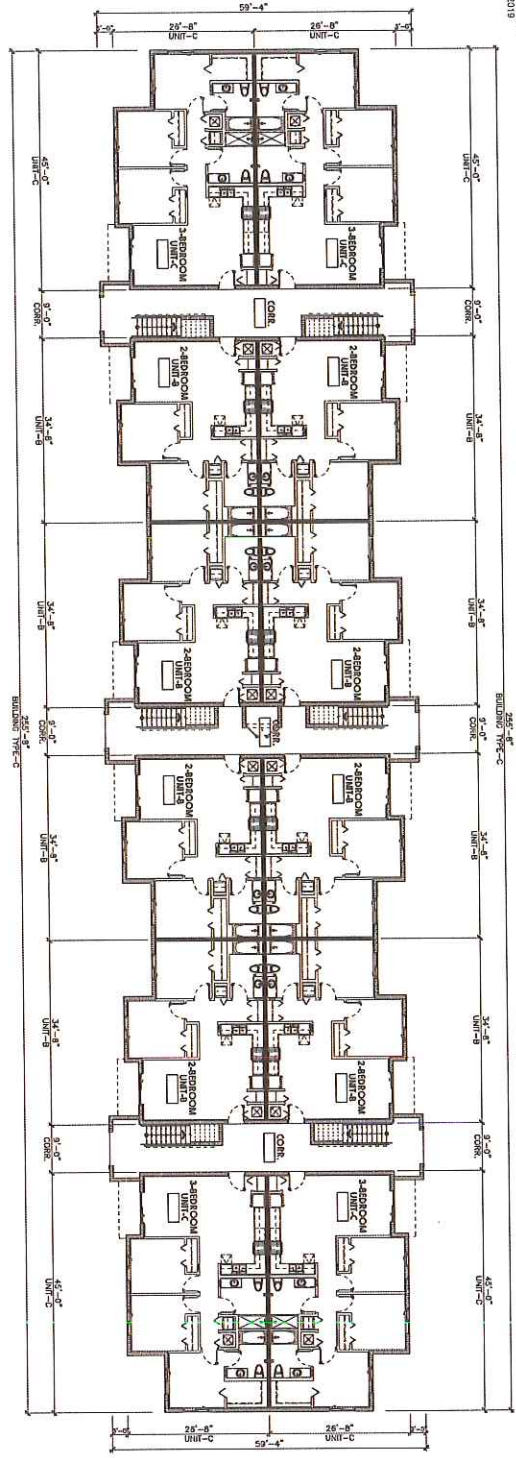 2019
59'-4"
3'-0"
26'-8"
UNIT-C
26'-8"
UNIT-C
3'-0"
255'-8"
BUILDING TYPE-C
45'-0"
UNIT-C
9'-0"
CORR.
34'-8"
UNIT-B
34'-8"
UNIT-B
9'-0"
CORR.
34'-8"
UNIT-B
34'-8"
UNIT-B
9'-0"
CORR.
45'-0"
UNIT-C
3-BEDROOM
UNIT-C
CORR.
2-BEDROOM
UNIT-B
2-BEDROOM
UNIT-B
CORR.
2-BEDROOM
UNIT-B
2-BEDROOM
UNIT-B
CORR.
3-BEDROOM
UNIT-C
3-BEDROOM
UNIT-C
2-BEDROOM
UNIT-B
2-BEDROOM
UNIT-B
2-BEDROOM
UNIT-B
2-BEDROOM
UNIT-B
3-BEDROOM
UNIT-C
45'-0"
UNIT-C
9'-0"
CORR.
34'-8"
UNIT-B
34'-8"
UNIT-B
9'-0"
CORR.
34'-8"
UNIT-B
34'-8"
UNIT-B
9'-0"
CORR.
45'-0"
UNIT-C
255'-8"
BUILDING TYPE-C
3'-0"
26'-8"
UNIT-C
26'-8"
UNIT-C
3'-0"
59'-4"